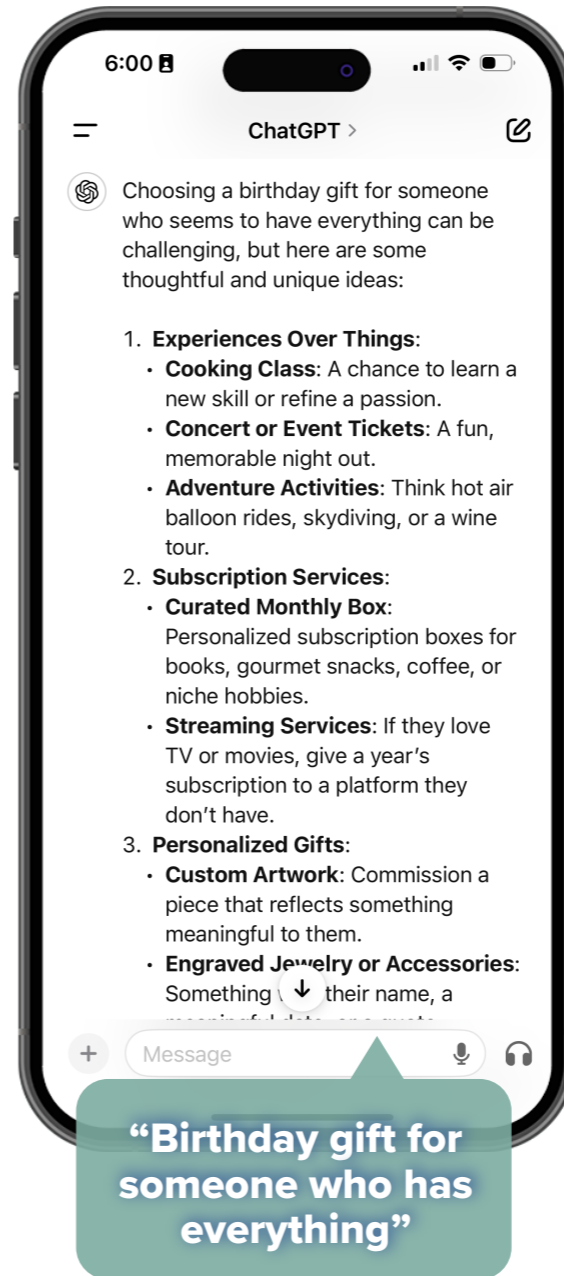 6:00
ChatGPT >
Choosing a birthday gift for someone
who seems to have everything can be
challenging, but here are some
thoughtful and unique ideas:
1. Experiences Over Things:
• Cooking Class: A chance to learn a
new skill or refine a passion.
• Concert or Event Tickets: A fun,
memorable night out.
• Adventure Activities: Think hot air
balloon rides, skydiving, or a wine
tour.
2. Subscription Services:
• Curated Monthly Box:
Personalized subscription boxes for
books, gourmet snacks, coffee, or
niche hobbies.
• Streaming Services: If they love
TV or movies, give a year’s
subscription to a platform they
don’t have.
3. Personalized Gifts:
• Custom Artwork: Commission a
piece that reflects something
meaningful to them.
• Engraved Jewelry or Accessories:
Something their name, a
Message
“Birthday gift for
someone who has
everything”